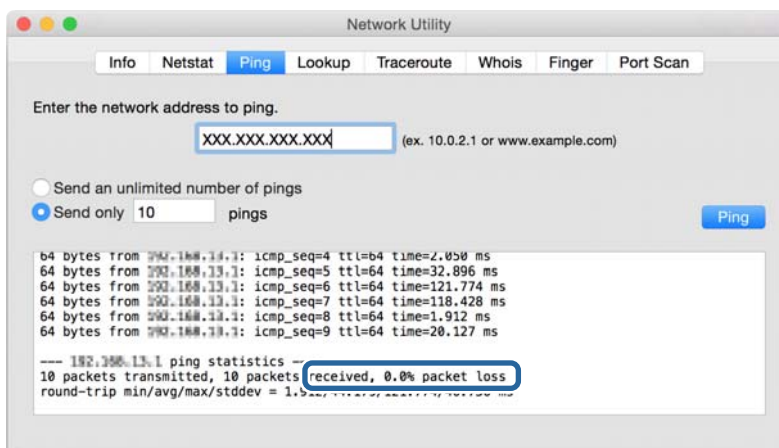 Network Utility
Info Netstat Ping Lookup Traceroute Whois Finger Port Scan
Enter the network address to ping.
XXX.XXX.XXX.XXX (ex. 10.0.2.1 or www.example.com)
Send an unlimited number of pings
Send only 10 pings
Ping
64 bytes from icmp_seq=4 ttl=64 time=2.050 ms
64 bytes from icmp_seq=5 ttl=64 time=32.896 ms
64 bytes from icmp_seq=6 ttl=64 time=121.774 ms
64 bytes from icmp_seq=7 ttl=64 time=118.428 ms
64 bytes from icmp_seq=8 ttl=64 time=1.912 ms
64 bytes from icmp_seq=9 ttl=64 time=20.127 ms
--- ping statistics --
10 packets transmitted, 10 packets received, 0.0% packet loss
round-trip min/avg/max/stddev = ms